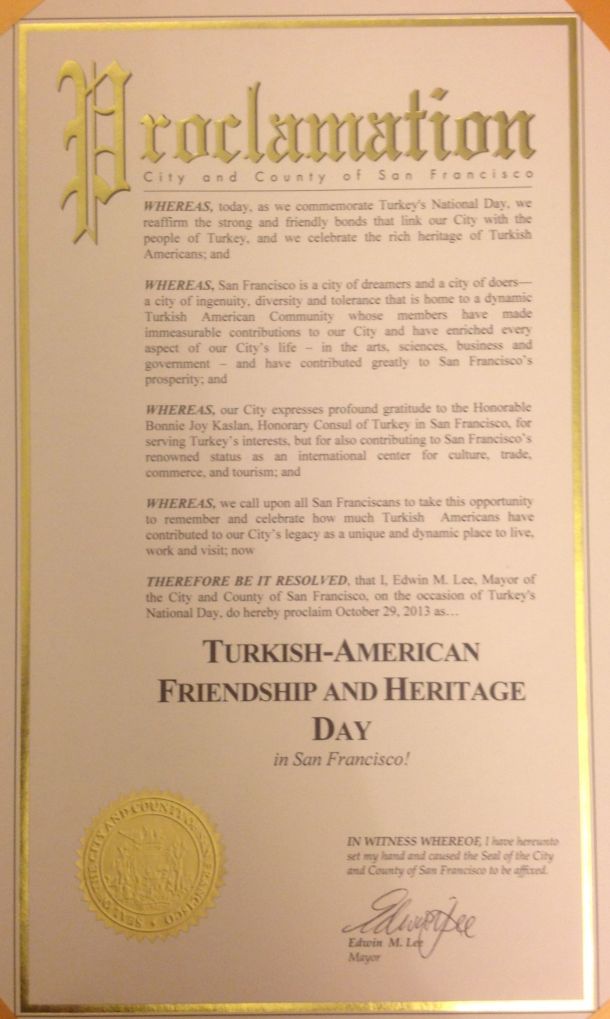 Proclamation
City and County of San Francisco
WHEREAS, today, as we commemorate Turkey's National Day, we
reaffirm the strong and friendly bonds that link our City with the
people of Turkey, and we celebrate the rich heritage of Turkish
Americans; and
WHEREAS, San Francisco is a city of dreamers and a city of doers—
a city of ingenuity, diversity and tolerance that is home to a dynamic
Turkish American Community whose members have made
immeasurable contributions to our City and have enriched every
aspect of our City's life – in the arts, sciences, business and
government – and have contributed greatly to San Francisco's
prosperity; and
WHEREAS, our City expresses profound gratitude to the Honorable
Bonnie Joy Kaslan, Honorary Consul of Turkey in San Francisco, for
serving Turkey's interests, but for also contributing to San Francisco's
renowned status as an international center for culture, trade,
commerce, and tourism; and
WHEREAS, we call upon all San Franciscans to take this opportunity
to remember and celebrate how much Turkish Americans have
contributed to our City's legacy as a unique and dynamic place to live,
work and visit; now
THEREFORE BE IT RESOLVED, that I, Edwin M. Lee, Mayor of
the City and County of San Francisco, on the occasion of Turkey's
National Day, do hereby proclaim October 29, 2013 as…
TURKISH-AMERICAN
FRIENDSHIP AND HERITAGE
DAY
in San Francisco!
SEAL OF THE CITY AND COUNTY OF SAN FRANCISCO
IN WITNESS WHEREOF, I have hereunto
set my hand and caused the Seal of the City
and County of San Francisco to be affixed.
Edwin Lee
Edwin M. Lee
Mayor